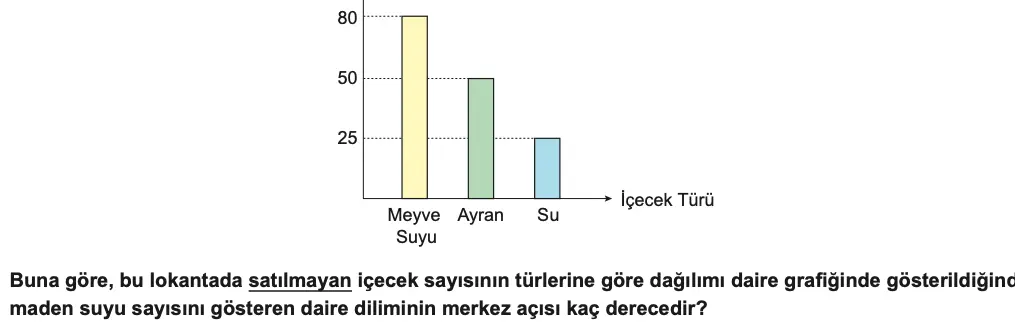 80
50
25
İçecek Türü
Meyve Ayran Su
Suyu
Buna göre, bu lokantada satılmayan içecek sayısının türlerine göre dağılımı daire grafiğinde gösterildiğind
maden suyu sayısını gösteren daire diliminin merkez açısı kaç derecedir?